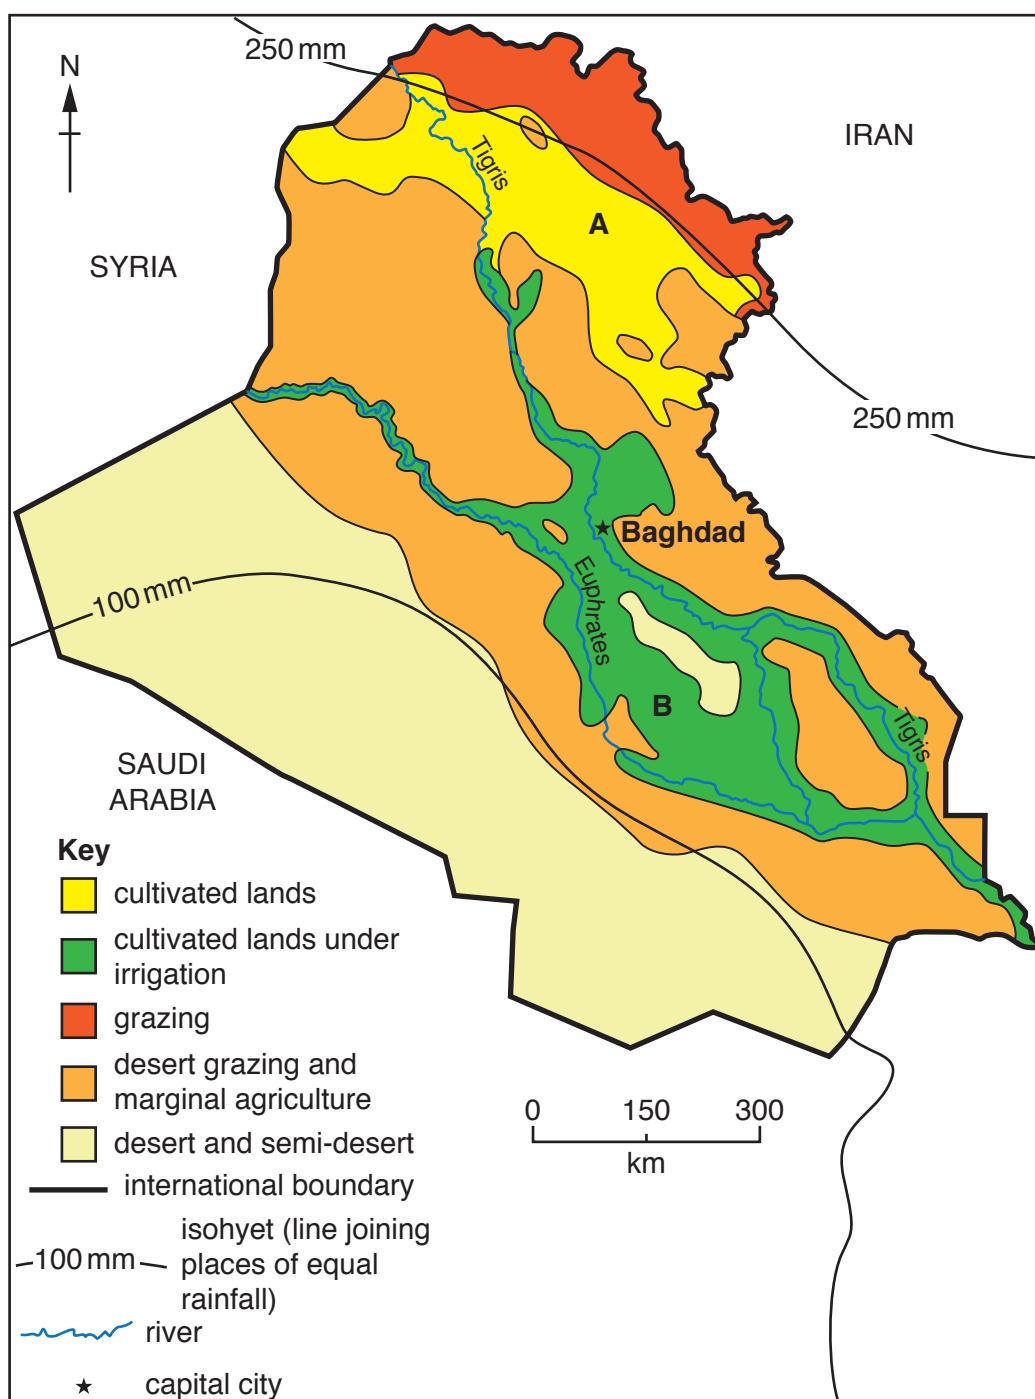 250 mm
N
IRAN
Tigris
A
SYRIA
250 mm
Baghdad
Euphrates
100 mm
B
Tigris
SAUDI
ARABIA
Key
cultivated lands
cultivated lands under
irrigation
grazing
desert grazing and
marginal agriculture
desert and semi-desert
international boundary
100 mm
isohyet (line joining
places of equal
rainfall)
river
capital city
0 150 300
km